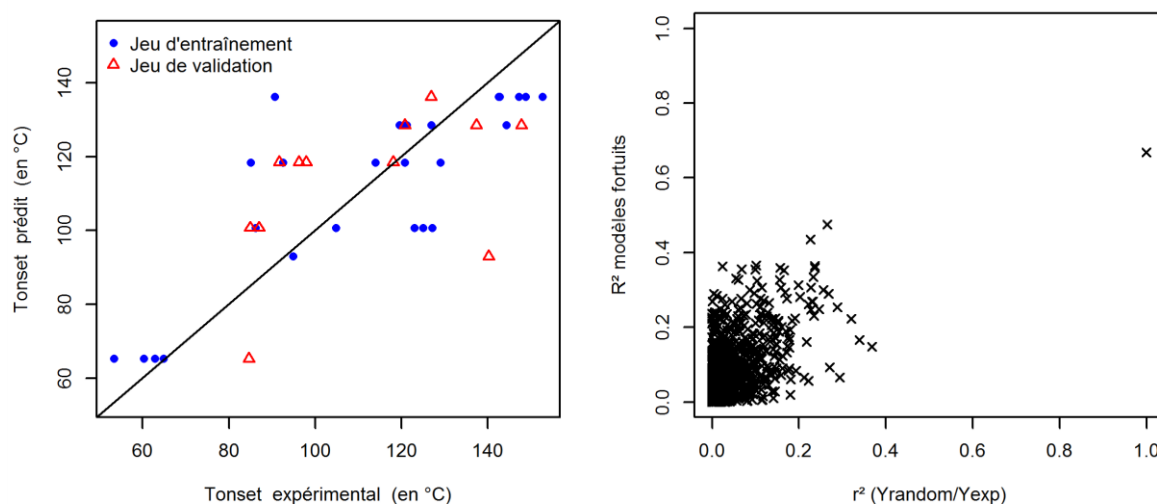 Jeu d'entraînement
Jeu de validation
Tonset prédit (en °C)
140
120
100
80
60
60 80 100 120 140
Tonset expérimental (en °C)
R² modèles fortuits
1.0
0.8
0.6
0.4
0.2
0.0
0.0 0.2 0.4 0.6 0.8 1.0
r² (Yrandom/Yexp)